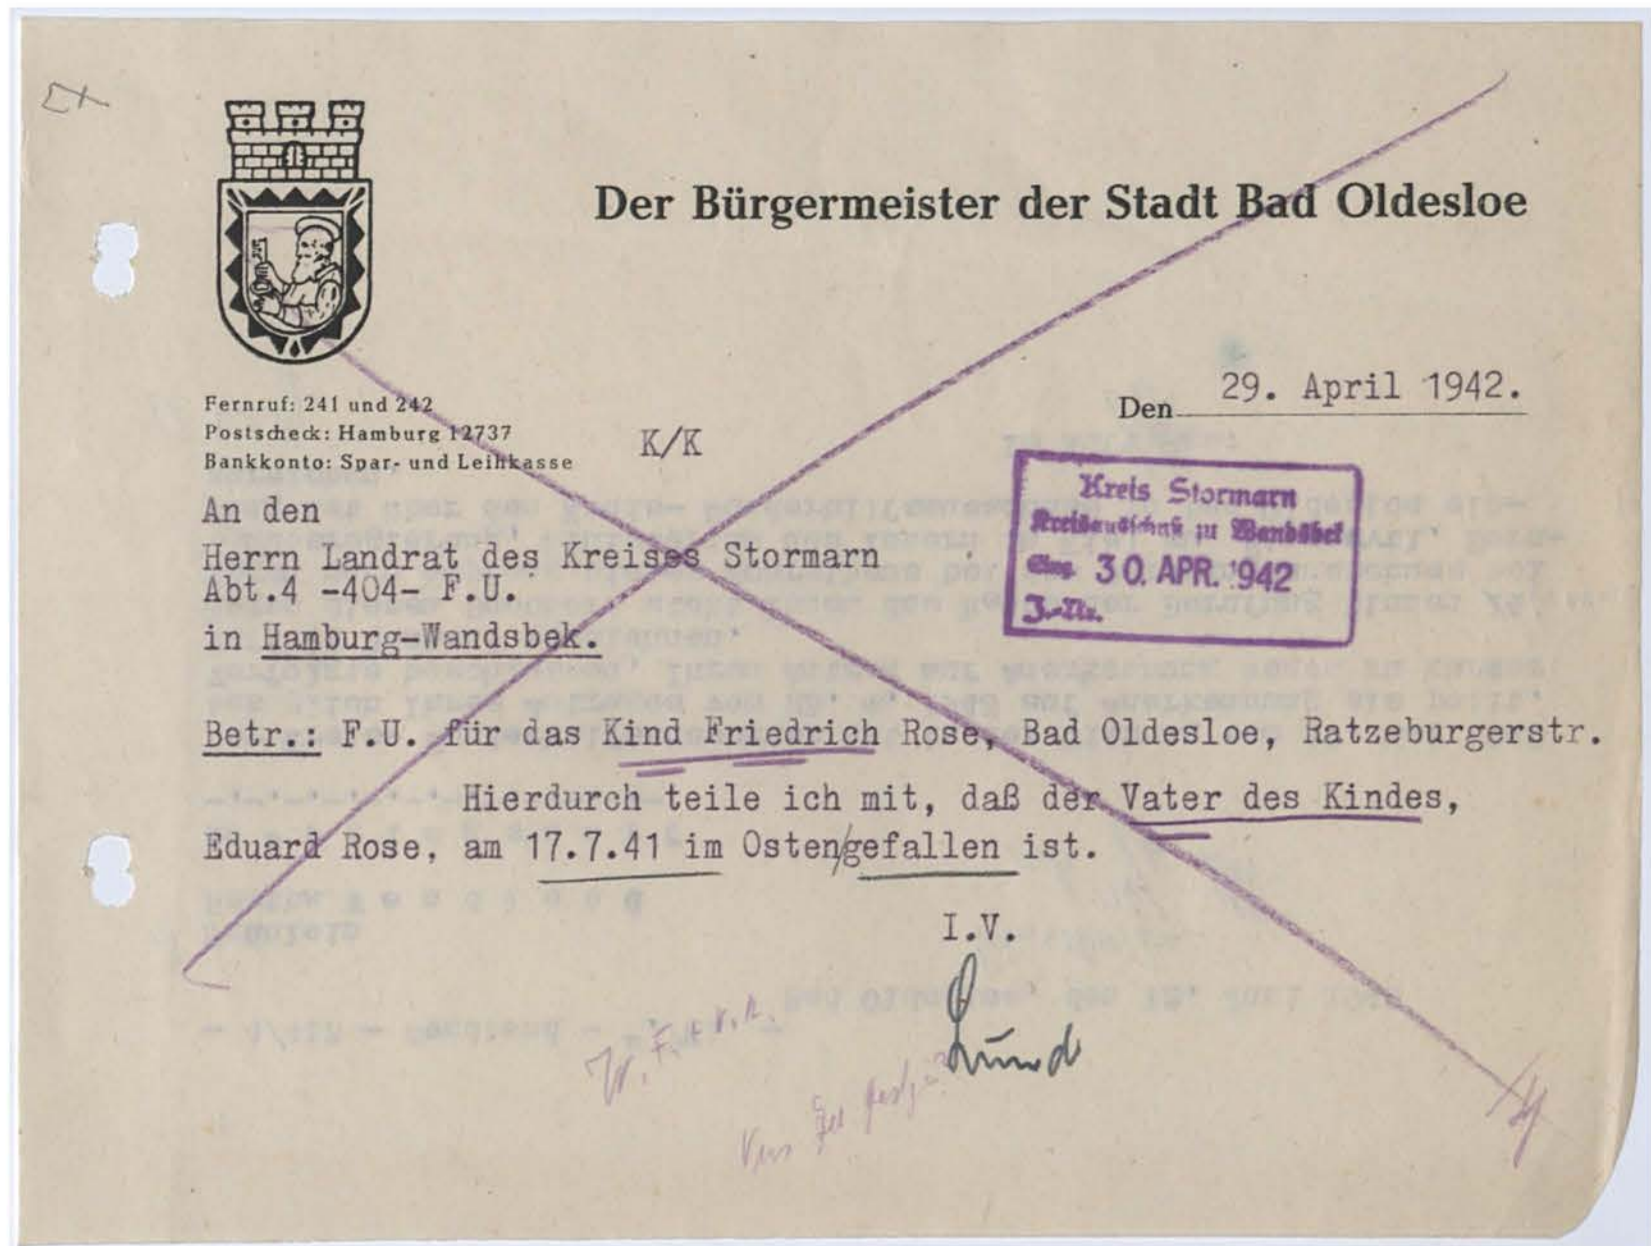 Der Bürgermeister der Stadt Bad Oldesloe
Fernruf: 241 und 242
Postscheck: Hamburg 12737
Bankkonto: Spar- und Leihkasse
K/K
Den 29. April 1942.
Kreis Stormarn
Kreisausschuß zu Wandsbek
Eing. 30. APR. 1942
J.-Nr.
An den
Herrn Landrat des Kreises Stormarn
Abt.4 -404- F.U.
in Hamburg-Wandsbek.
Betr.: F.U. für das Kind Friedrich Rose, Bad Oldesloe, Ratzeburgerstr.
Hierdurch teile ich mit, daß der Vater des Kindes,
Eduard Rose, am 17.7.41 im Osten/gefallen ist.
I.V.
Lund